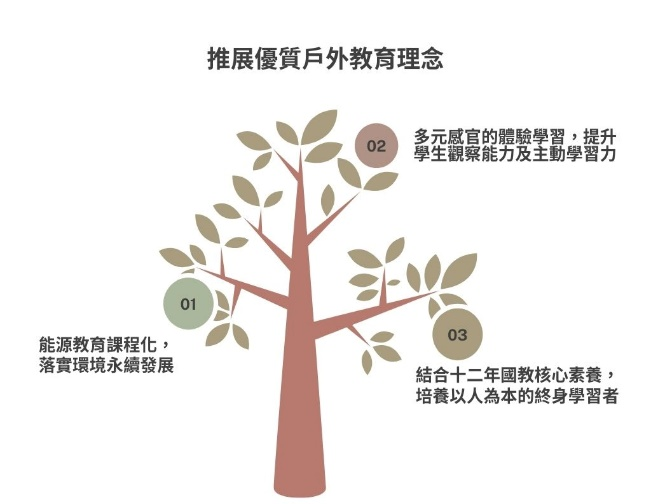 推展優質戶外教育理念
01
能源教育課程化，
落實環境永續發展
02
多元感官的體驗學習，提升
學生觀察能力及主動學習力
03
結合十二年國教核心素養，
培養以人為本的終身學習者